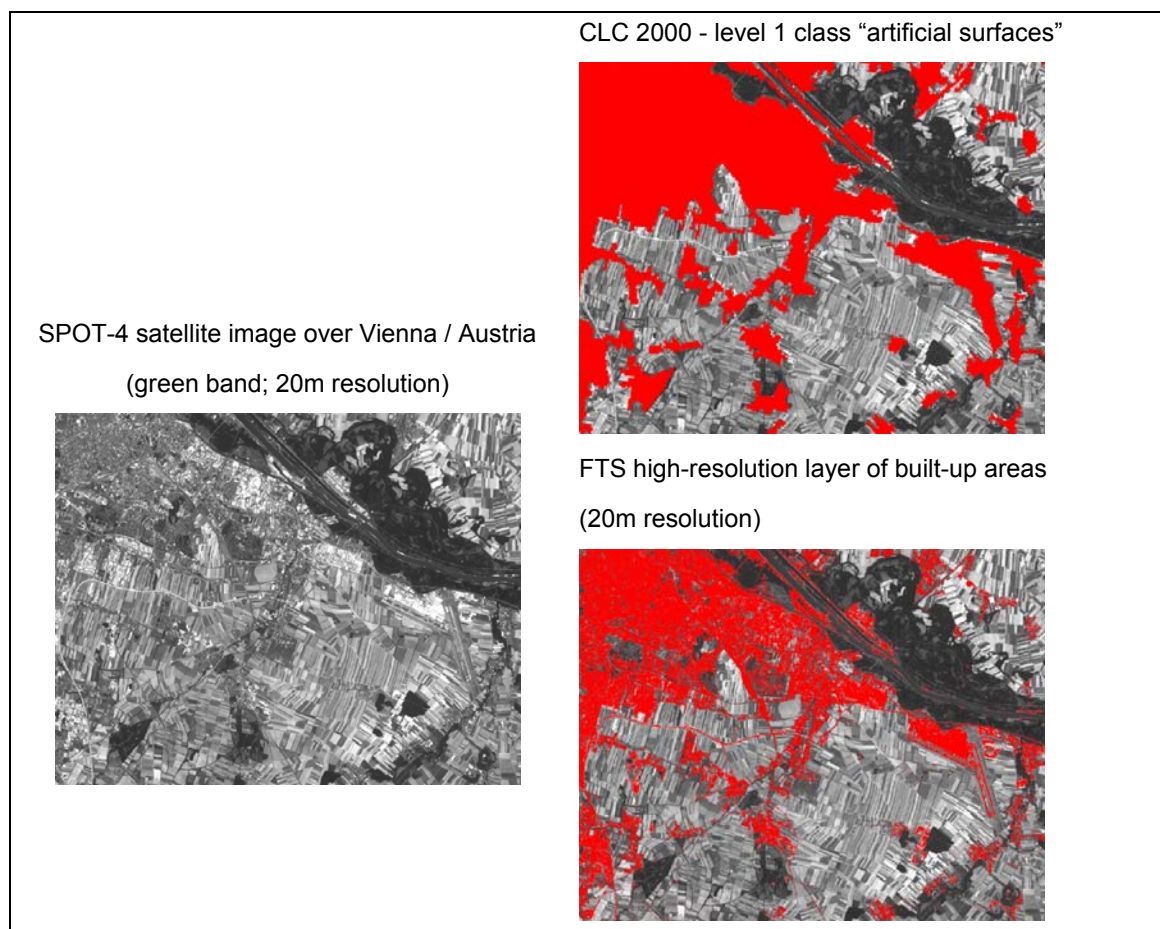 CLC 2000 - level 1 class “artificial surfaces”
SPOT-4 satellite image over Vienna / Austria
(green band; 20m resolution)
FTS high-resolution layer of built-up areas
(20m resolution)